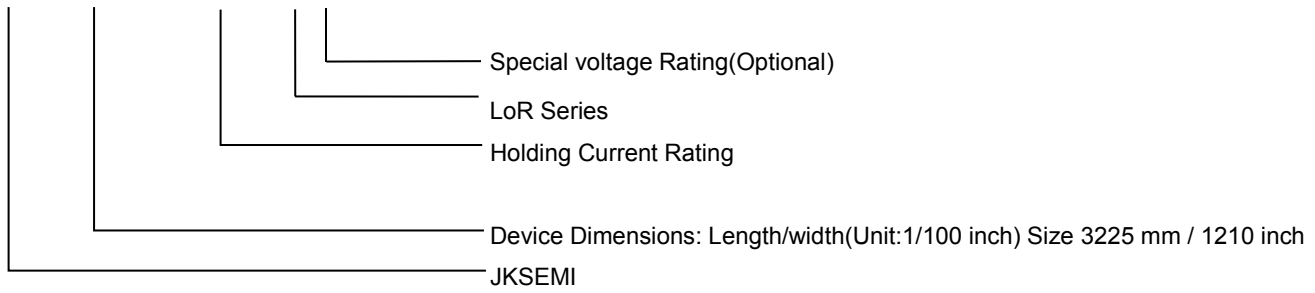 Special voltage Rating(Optional)
LoR Series
Holding Current Rating
Device Dimensions: Length/width(Unit:1/100 inch) Size 3225 mm / 1210 inch
JKSEMI